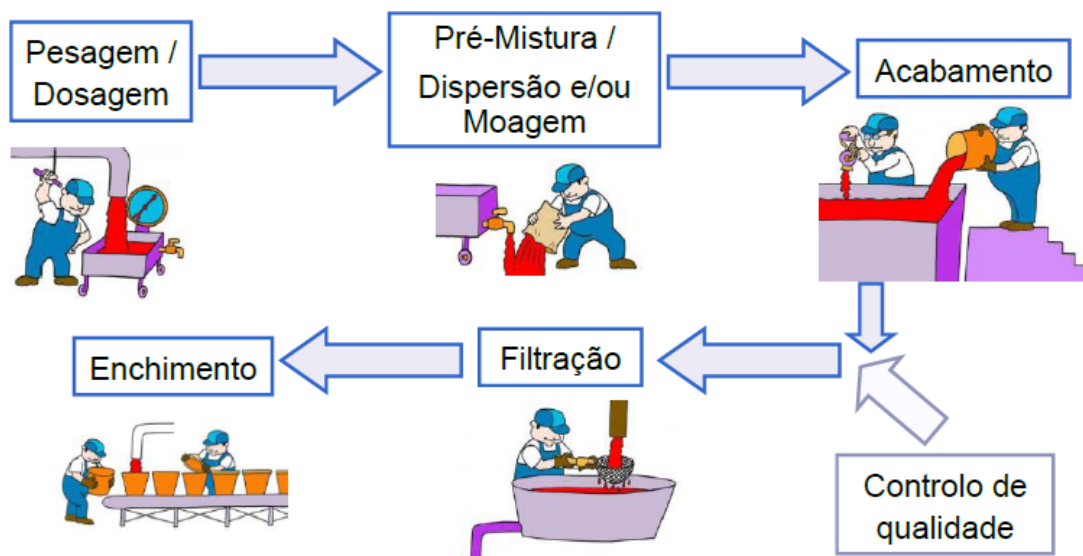 Pesagem /
Dosagem
Pré-Mistura /
Dispersão e/ou
Moagem
Acabamento
Enchimento
Filtração
Controlo de
qualidade